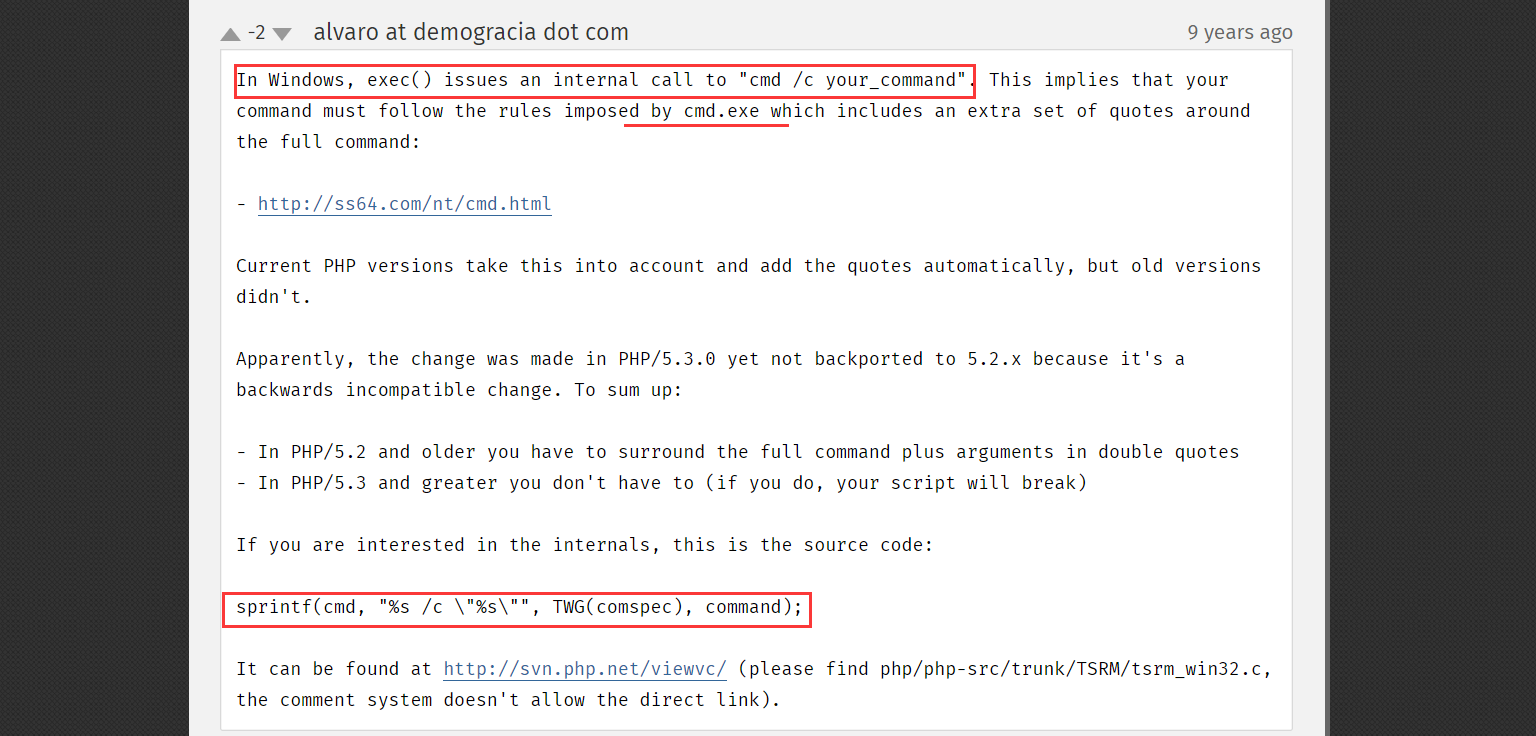 -2 alvaro at demogracia dot com 9 years ago
In Windows, exec() issues an internal call to "cmd /c your_command". This implies that your
command must follow the rules imposed by cmd.exe which includes an extra set of quotes around
the full command:
- http://ss64.com/nt/cmd.html
Current PHP versions take this into account and add the quotes automatically, but old versions
didn't.
Apparently, the change was made in PHP/5.3.0 yet not backported to 5.2.x because it's a
backwards incompatible change. To sum up:
- In PHP/5.2 and older you have to surround the full command plus arguments in double quotes
- In PHP/5.3 and greater you don't have to (if you do, your script will break)
If you are interested in the internals, this is the source code:
sprintf(cmd, "%s /c \"%s\"", TWG(comspec), command);
It can be found at http://svn.php.net/viewvc/ (please find php/php-src/trunk/TSRM/tsrm_win32.c,
the comment system doesn't allow the direct link).